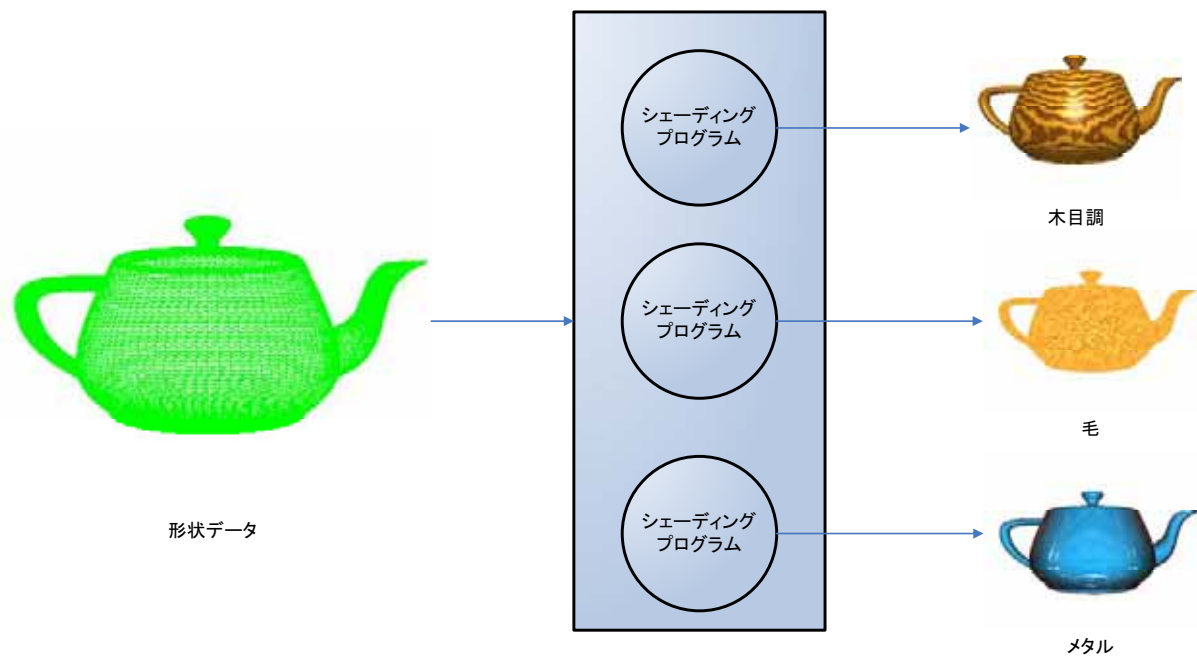 形状データ
シェーディング
プログラム
シェーディング
プログラム
シェーディング
プログラム
木目調
毛
メタル